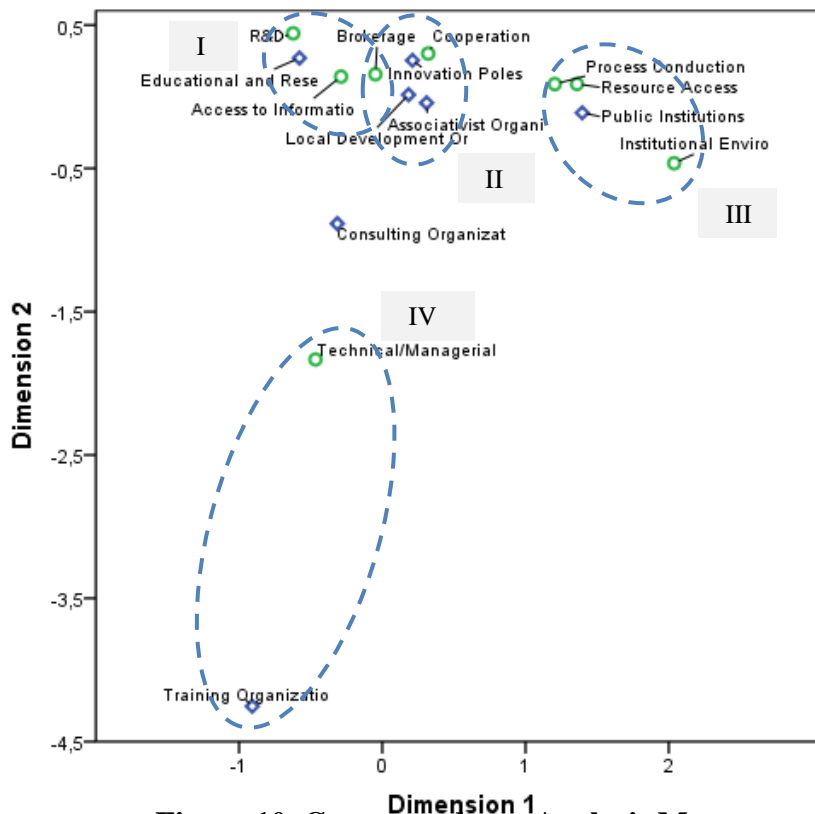 0,5
I
R&D
Brokerage
Cooperation
Educational and Rese
Innovation Poles
Process Conduction
Access to Informatio
Resource Access
Associativist Organi
Public Institutions
Local Development Or
Institutional Enviro
-0,5
II
III
Consulting Organizat
-1,5
IV
Technical/Managerial
Dimension 2
-2,5
-3,5
Training Organizatio
-4,5
-1
0
1
2
Dimension 1